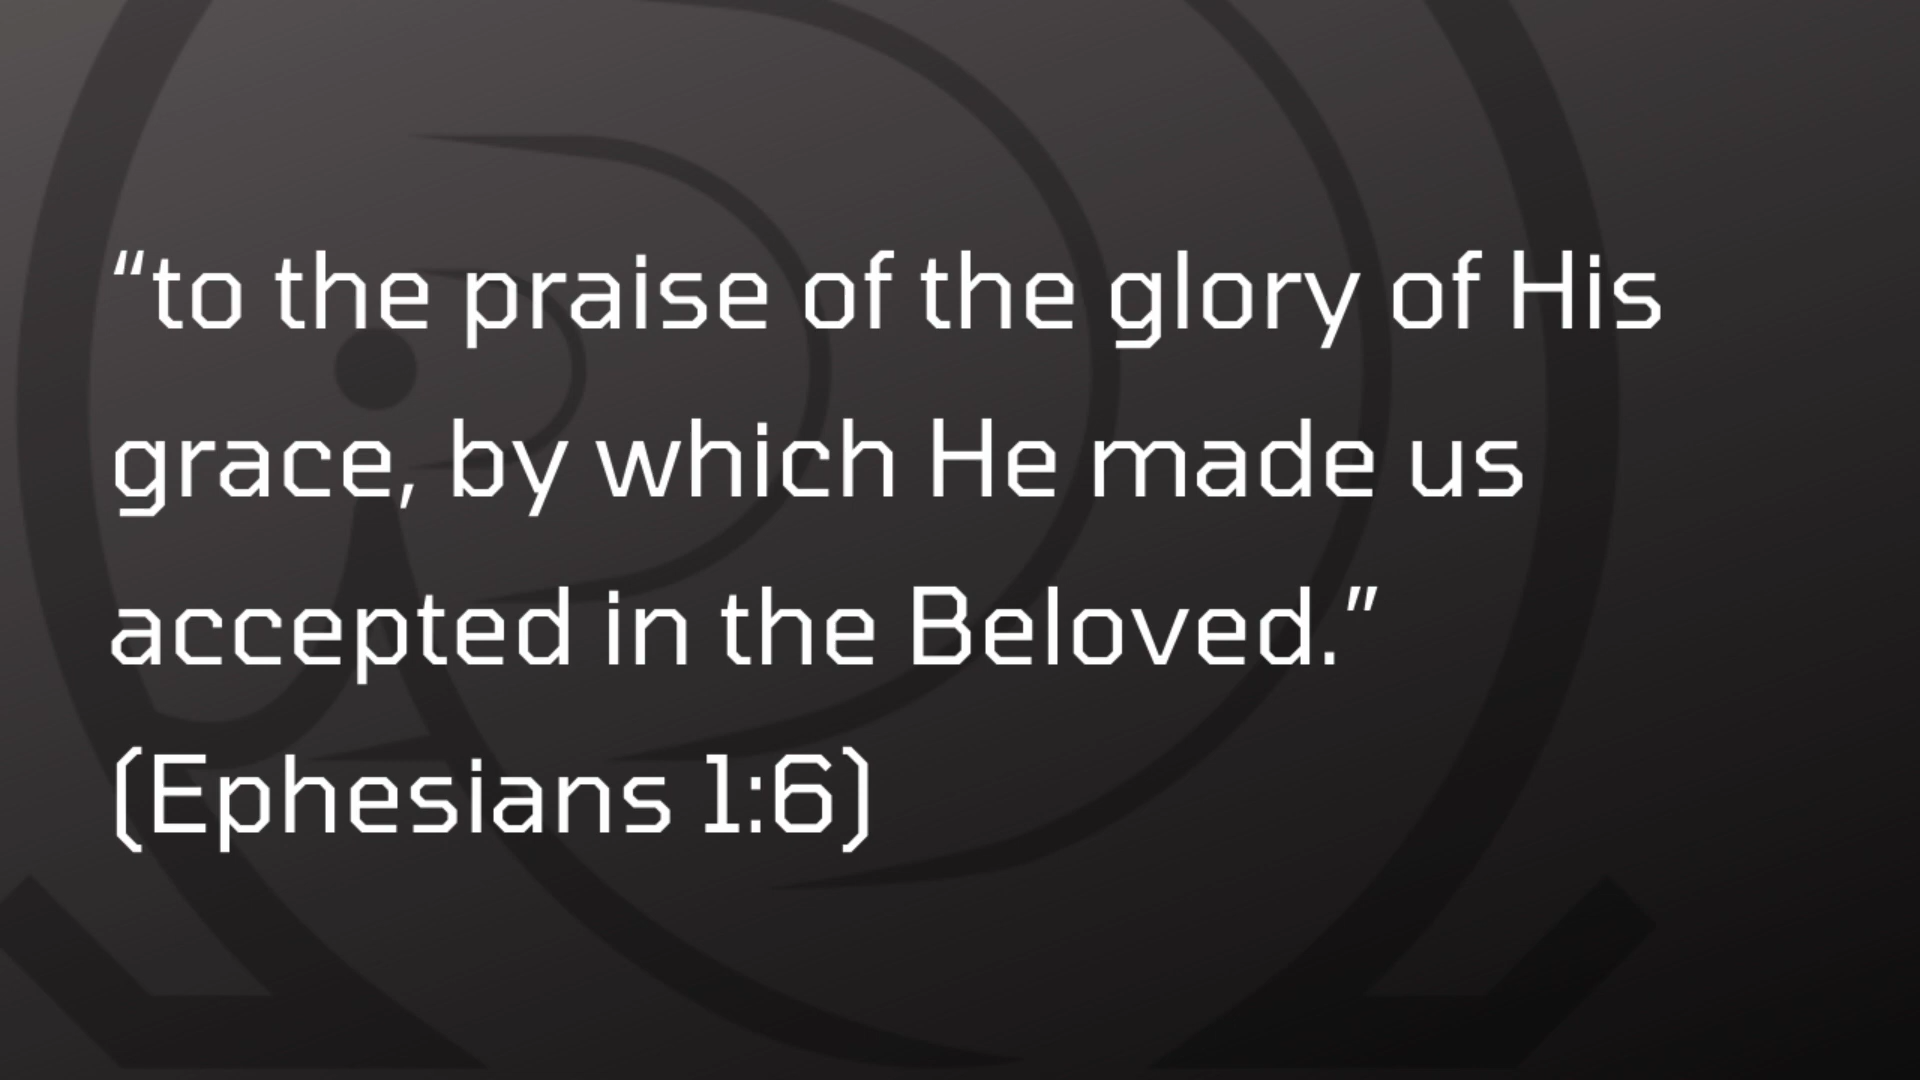 “to the praise of the glory of His
grace, by which He made us
accepted in the Beloved.”
(Ephesians 1:6)